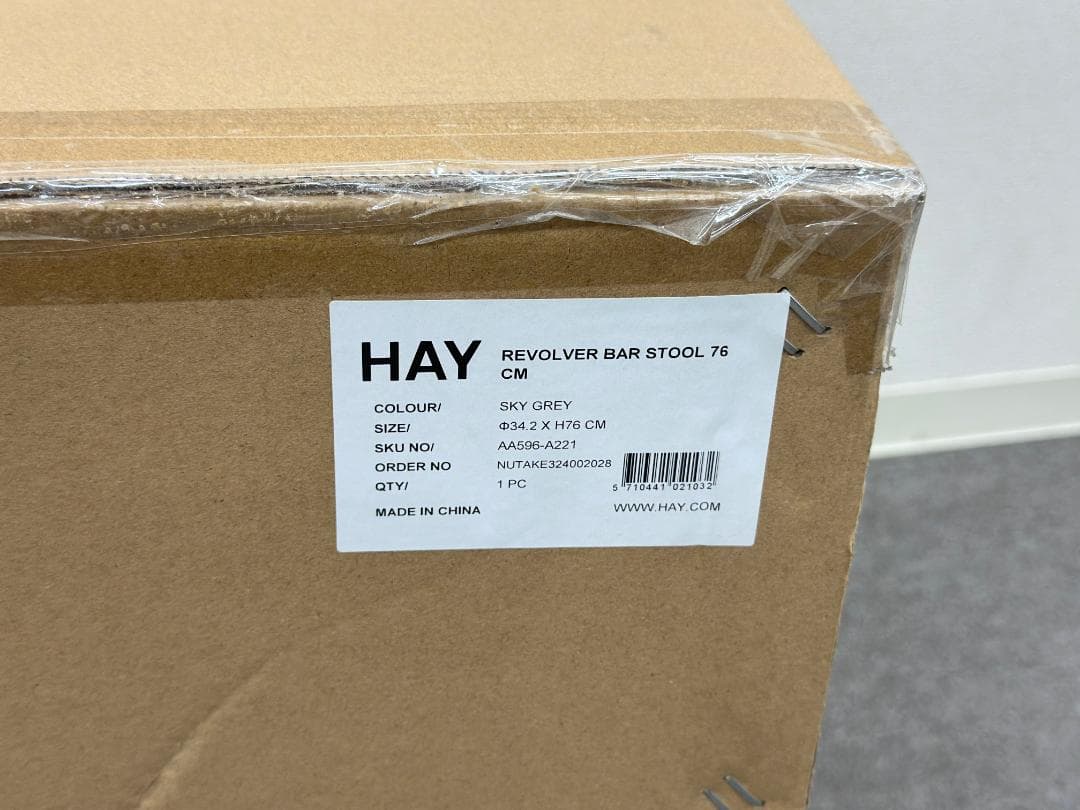 HAY
REVOLVER BAR STOOL 76
CM
COLOUR/ SKY GREY
SIZE/ Φ34.2 X H76 CM
SKU NO/ AA596-A221
ORDER NO NUTAKE324002028
QTY/ 1 PC
5 710441 021032
MADE IN CHINA WWW.HAY.COM